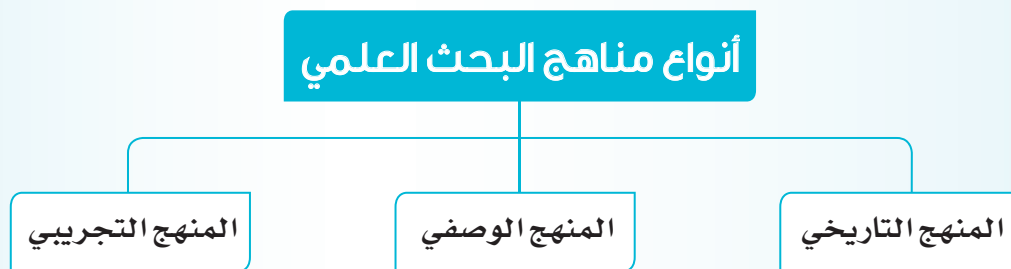 أنواع مناهج البحث العلمي
المنهج التاريخي
المنهج الوصفي
المنهج التجريبي